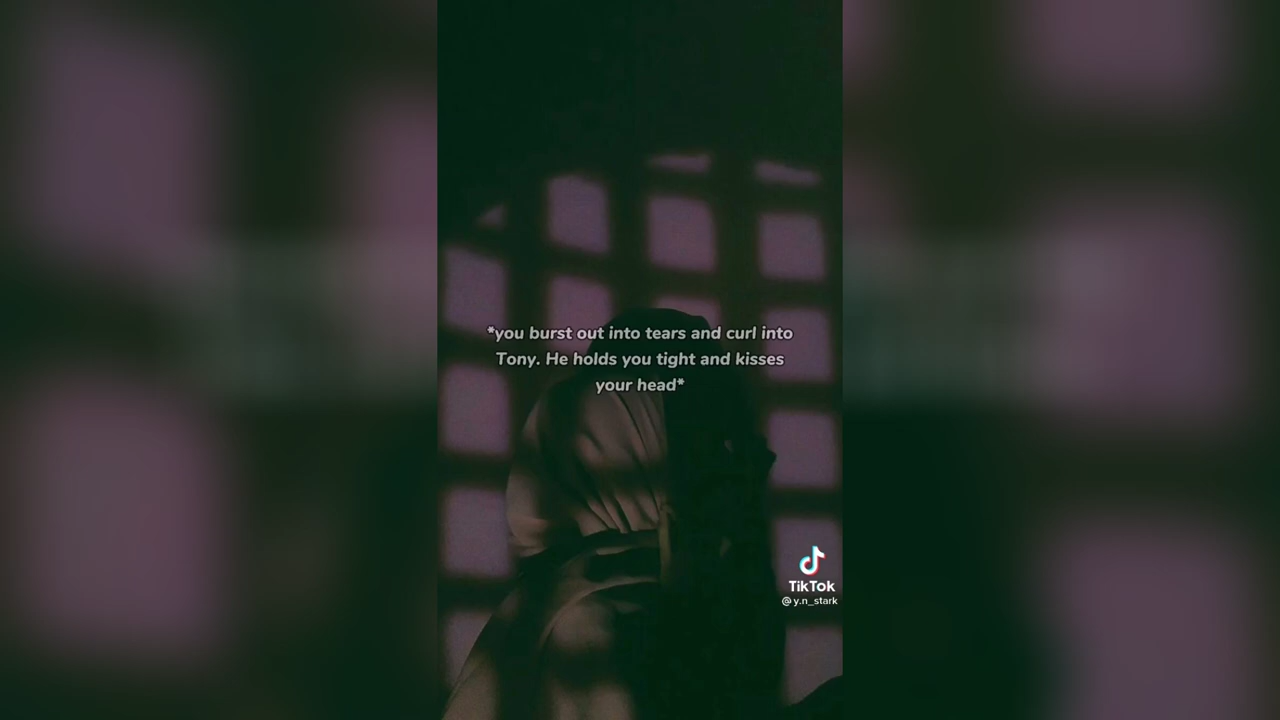 *you burst out into tears and curl into
Tony. He holds you tight and kisses
your head*
TikTok
@y.n_stark